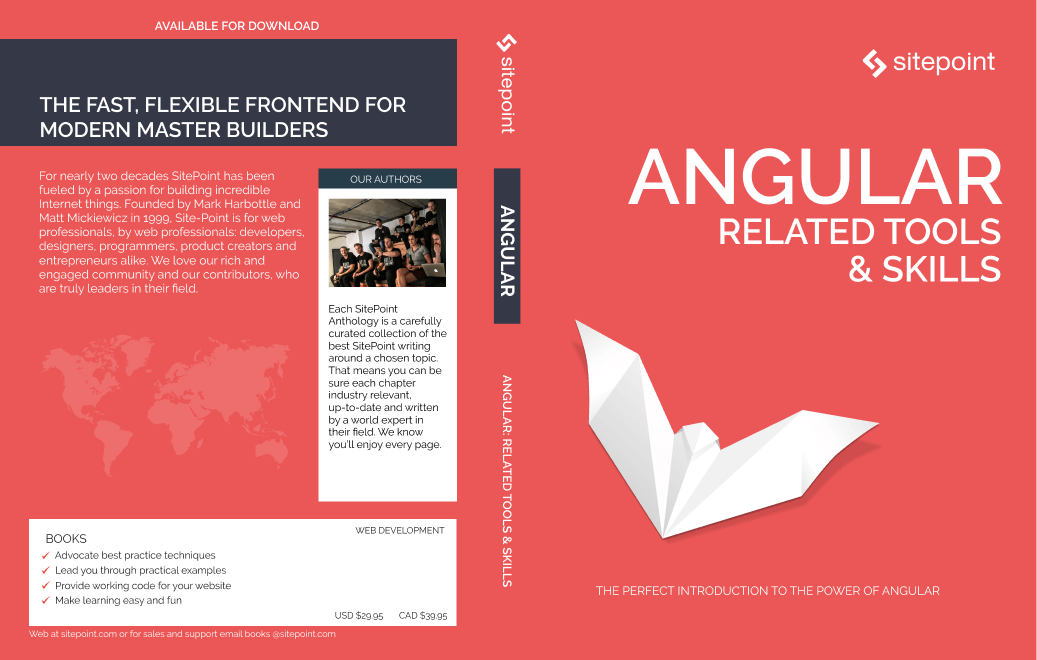 AVAILABLE FOR DOWNLOAD
THE FAST, FLEXIBLE FRONTEND FOR
MODERN MASTER BUILDERS
For nearly two decades SitePoint has been
fueled by a passion for building incredible
Internet things. Founded by Mark Harbottle and
Matt Mickiewicz in 1999, Site-Point is for web
professionals, by web professionals: developers,
designers, programmers, product creators and
entrepreneurs alike. We love our rich and
engaged community and our contributors, who
are truly leaders in their field.
OUR AUTHORS
Each SitePoint
Anthology is a carefully
curated collection of the
best SitePoint writing
around a chosen topic.
That means you can be
sure each chapter
industry relevant,
up-to-date and written
by a world expert in
their field. We know
you'll enjoy every page.
WEB DEVELOPMENT
BOOKS
Advocate best practice techniques
Lead you through practical examples
Provide working code for your website
Make learning easy and fun
USD $29.95 CAD $39.95
Web at sitepoint.com or for sales and support email books @sitepoint.com
sitepoint
ANGULAR
ANGULAR: RELATED TOOLS & SKILLS
sitepoint
ANGULAR
RELATED TOOLS
& SKILLS
THE PERFECT INTRODUCTION TO THE POWER OF ANGULAR